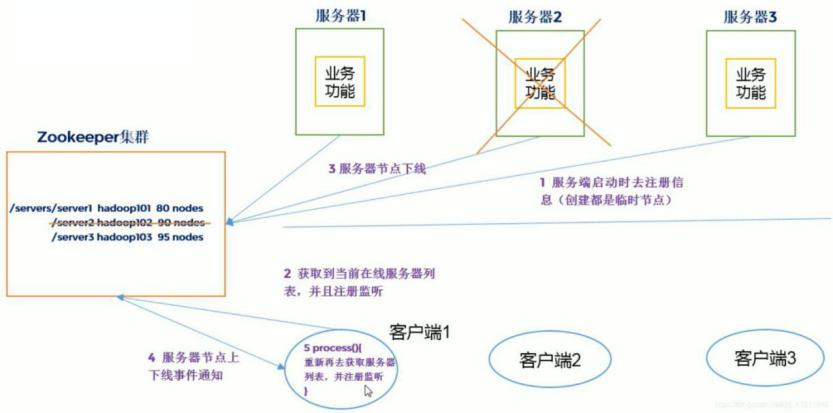 服务器1
服务器2
服务器3
业务
功能
业务
功能
业务
功能
Zookeeper集群
3 服务器节点下线
1 服务端启动时去注册信
息（创建都是临时节点）
/servers/server1 hadoop101 80 nodes
/server2 hadoop102 90 nodes
/server3 hadoop103 95 nodes
2 获取到当前在线服务器列
表，并且注册监听
客户端1
4 服务器节点上
下线事件通知
5 process(){
重新再去获取服务器
列表，并注册监听
}
客户端2
客户端3